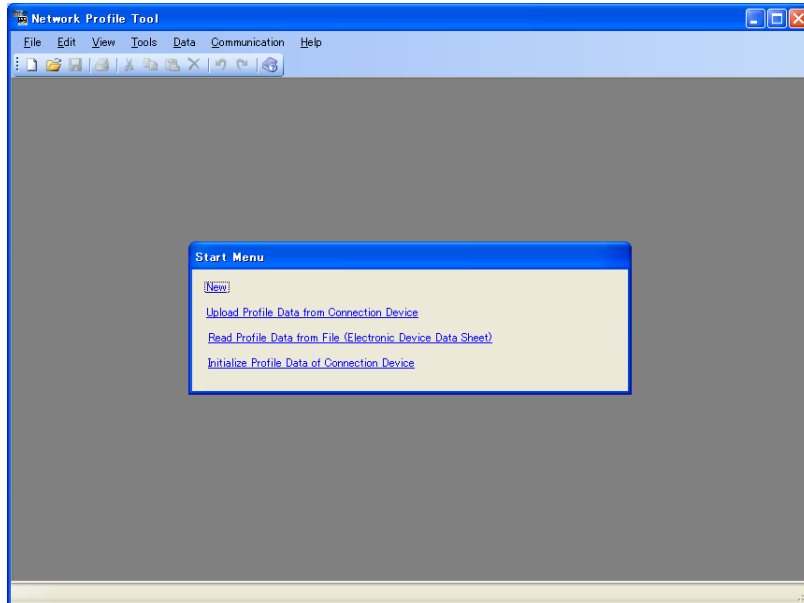 Network Profile Tool
File Edit View Tools Data Communication Help
Start Menu
New
Upload Profile Data from Connection Device
Read Profile Data from File (Electronic Device Data Sheet)
Initialize Profile Data of Connection Device